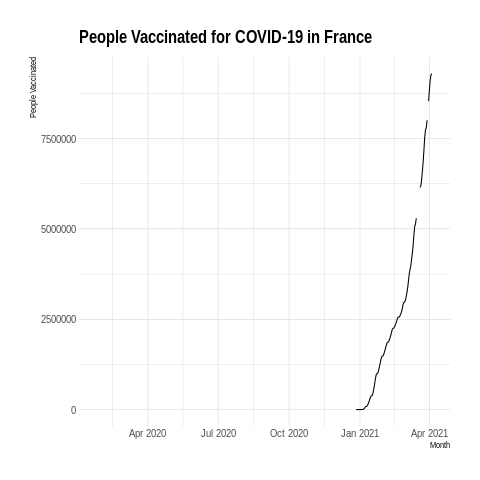 People Vaccinated for COVID-19 in France
People Vaccinated
7500000
5000000
2500000
0
Apr 2020 Jul 2020 Oct 2020 Jan 2021 Apr 2021
Month